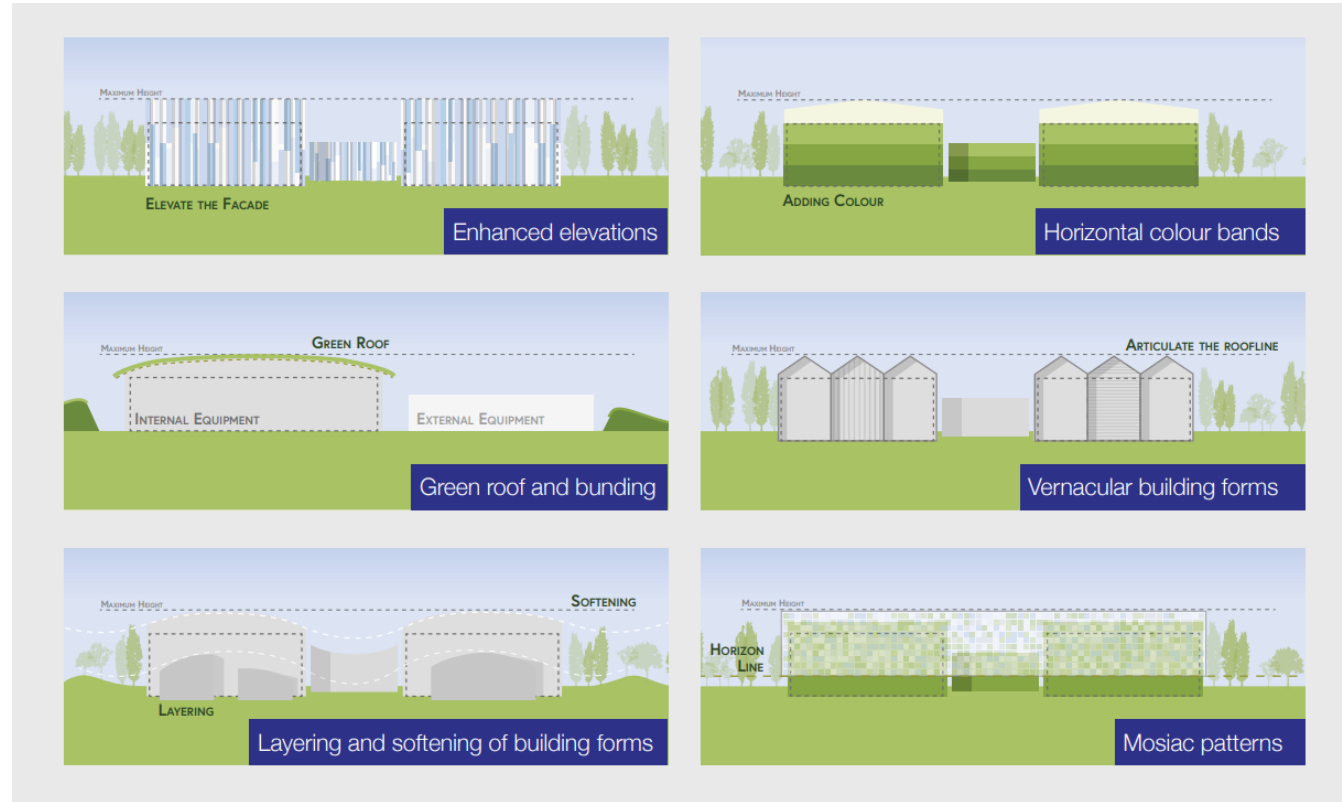 Maximum Height
Elevate the Facade
Enhanced elevations
Maximum Height
Adding Colour
Horizontal colour bands
Green Roof
Maximum Height
Internal Equipment
External Equipment
Green roof and bunding
Articulate the roofline
Maximum Height
Vernacular building forms
Softening
Maximum Height
Layering
Layering and softening of building forms
Maximum Height
Horizon
Line
Mosiac patterns